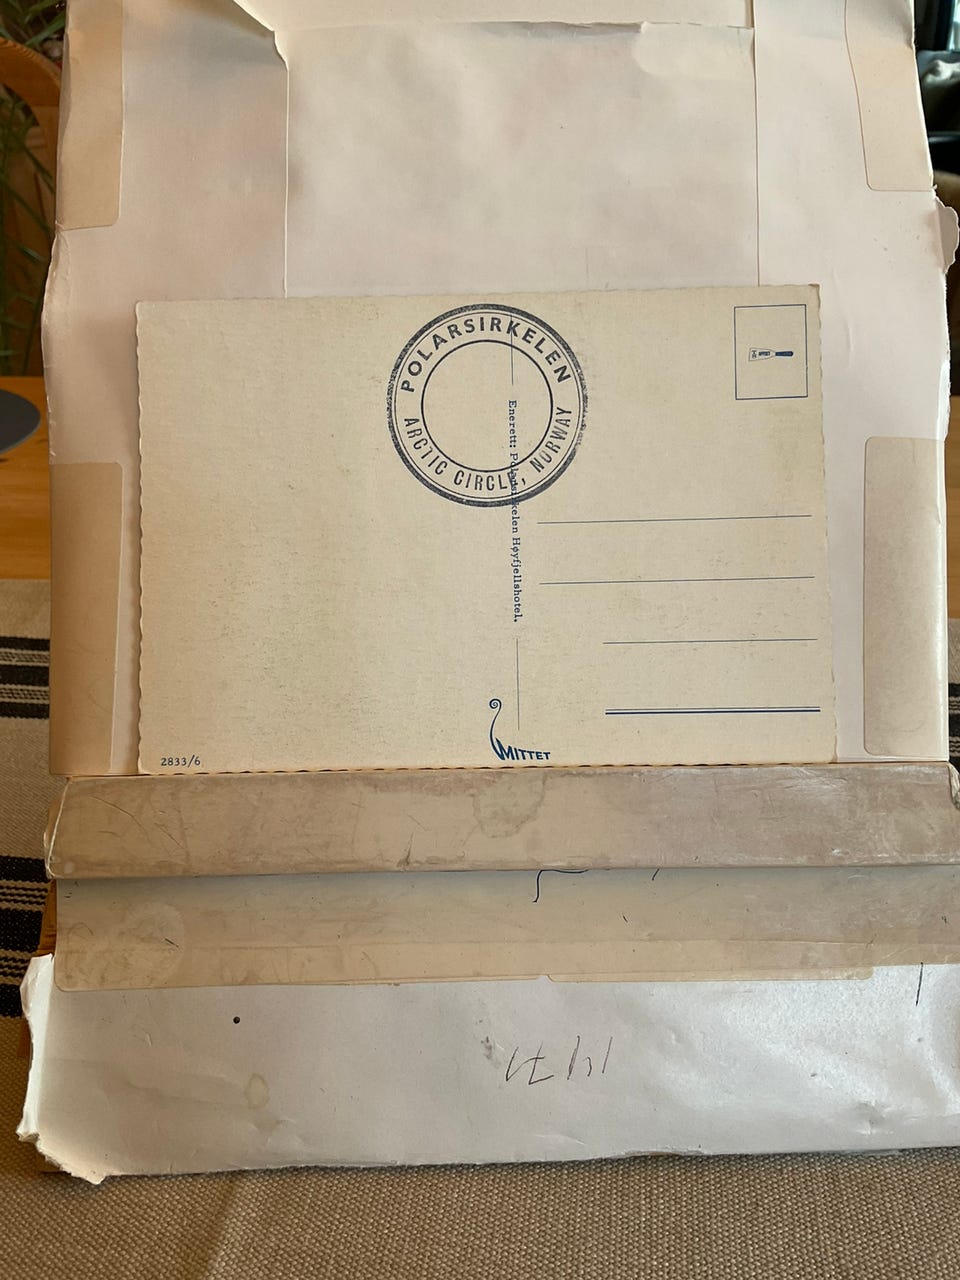 POLARSIRKELEN
ARCTIC CIRCLE, NORWAY
Enerett: Polarsirkelen Høyfjellshotel.
2833/6
MITTET